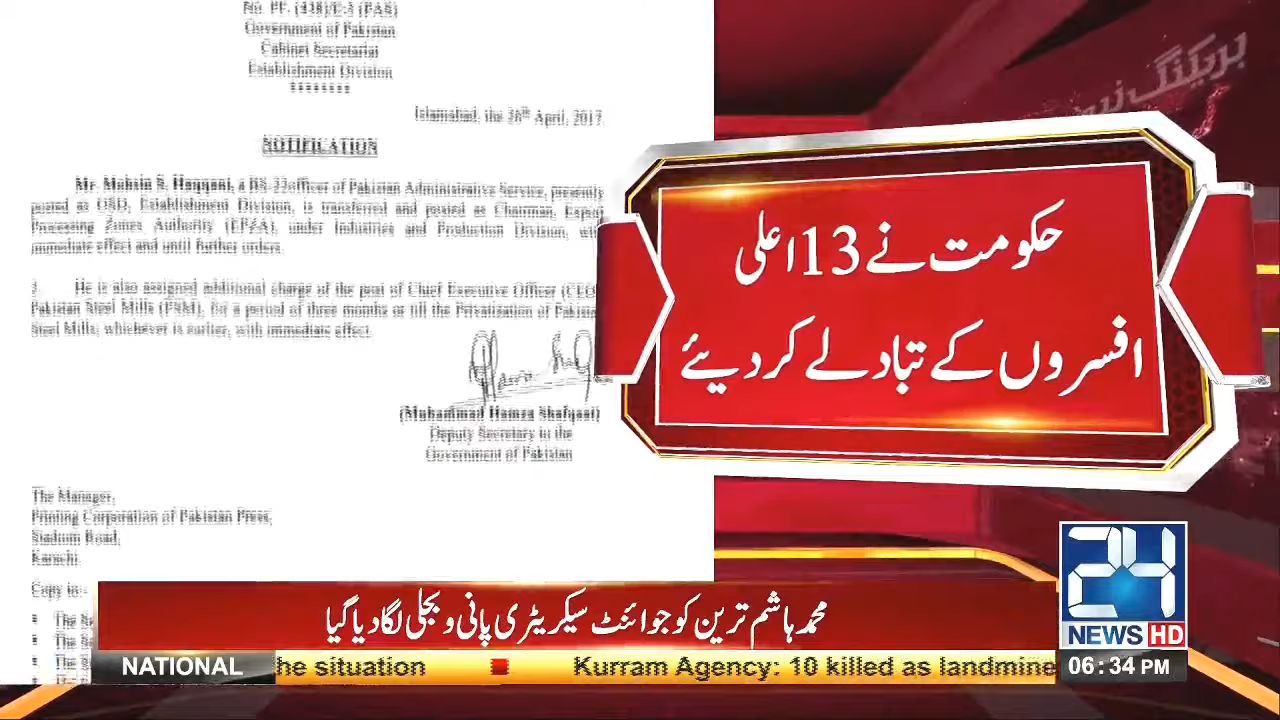 No. PF. (438)/E-5 (PAS)
Government of Pakistan
Cabinet Secretariat
Establishment Division
********
Islamabad, the 26th April, 2017.
NOTIFICATION
Mr. Mohsin S. Haqqani, a BS-22 officer of Pakistan Administrative Service, presently
posted as OSD, Establishment Division, is transferred and posted as Chairman, Export
Processing Zones Authority (EPZA), under Industries and Production Division, with
immediate effect and until further orders.
2. He is also assigned additional charge of the post of Chief Executive Officer (CEO)
Pakistan Steel Mills (PSM), for a period of three months or till the Privatization of Pakistan
Steel Mills, whichever is earlier, with immediate effect.
(Muhammad Hamza Shafqaat)
Deputy Secretary to the
Government of Pakistan
The Manager,
Printing Corporation of Pakistan Press,
Stadium Road,
Karachi.
Copy to:-
بریکنگ نیوز
حکومت نے 13 اعلی
افسروں کے تبادلے کر دیئے
24
NEWS HD
06:34 PM
محمد ہاشم ترین کو جوائنٹ سیکریٹری پانی و بجلی لگا دیا گیا
NATIONAL
he situation
Kurram Agency: 10 killed as landmine